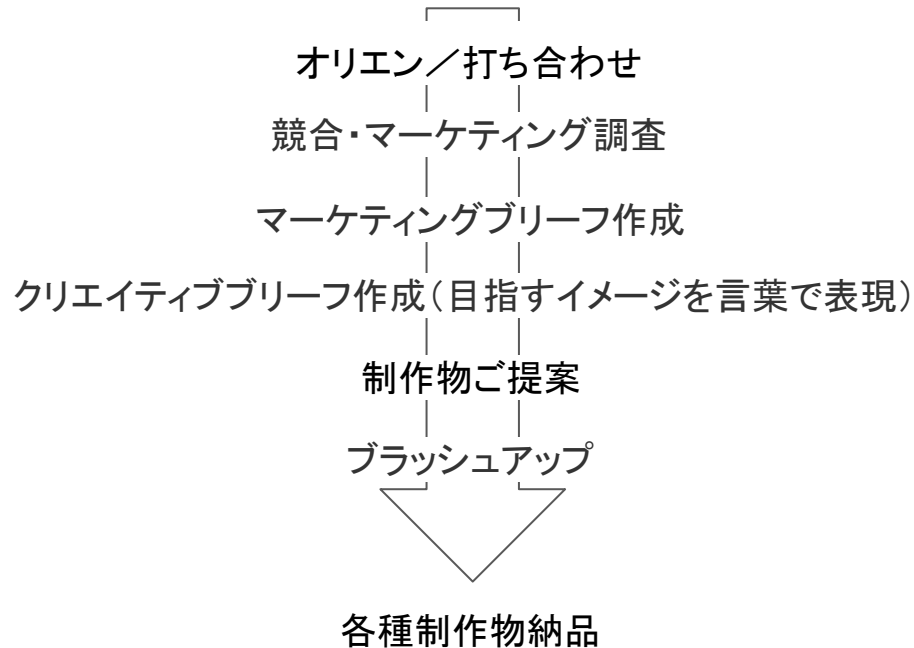 オリエン／打ち合わせ
競合・マーケティング調査
マーケティングブリーフ作成
クリエイティブブリーフ作成（目指すイメージを言葉で表現）
制作物ご提案
ブラッシュアップ
各種制作物納品